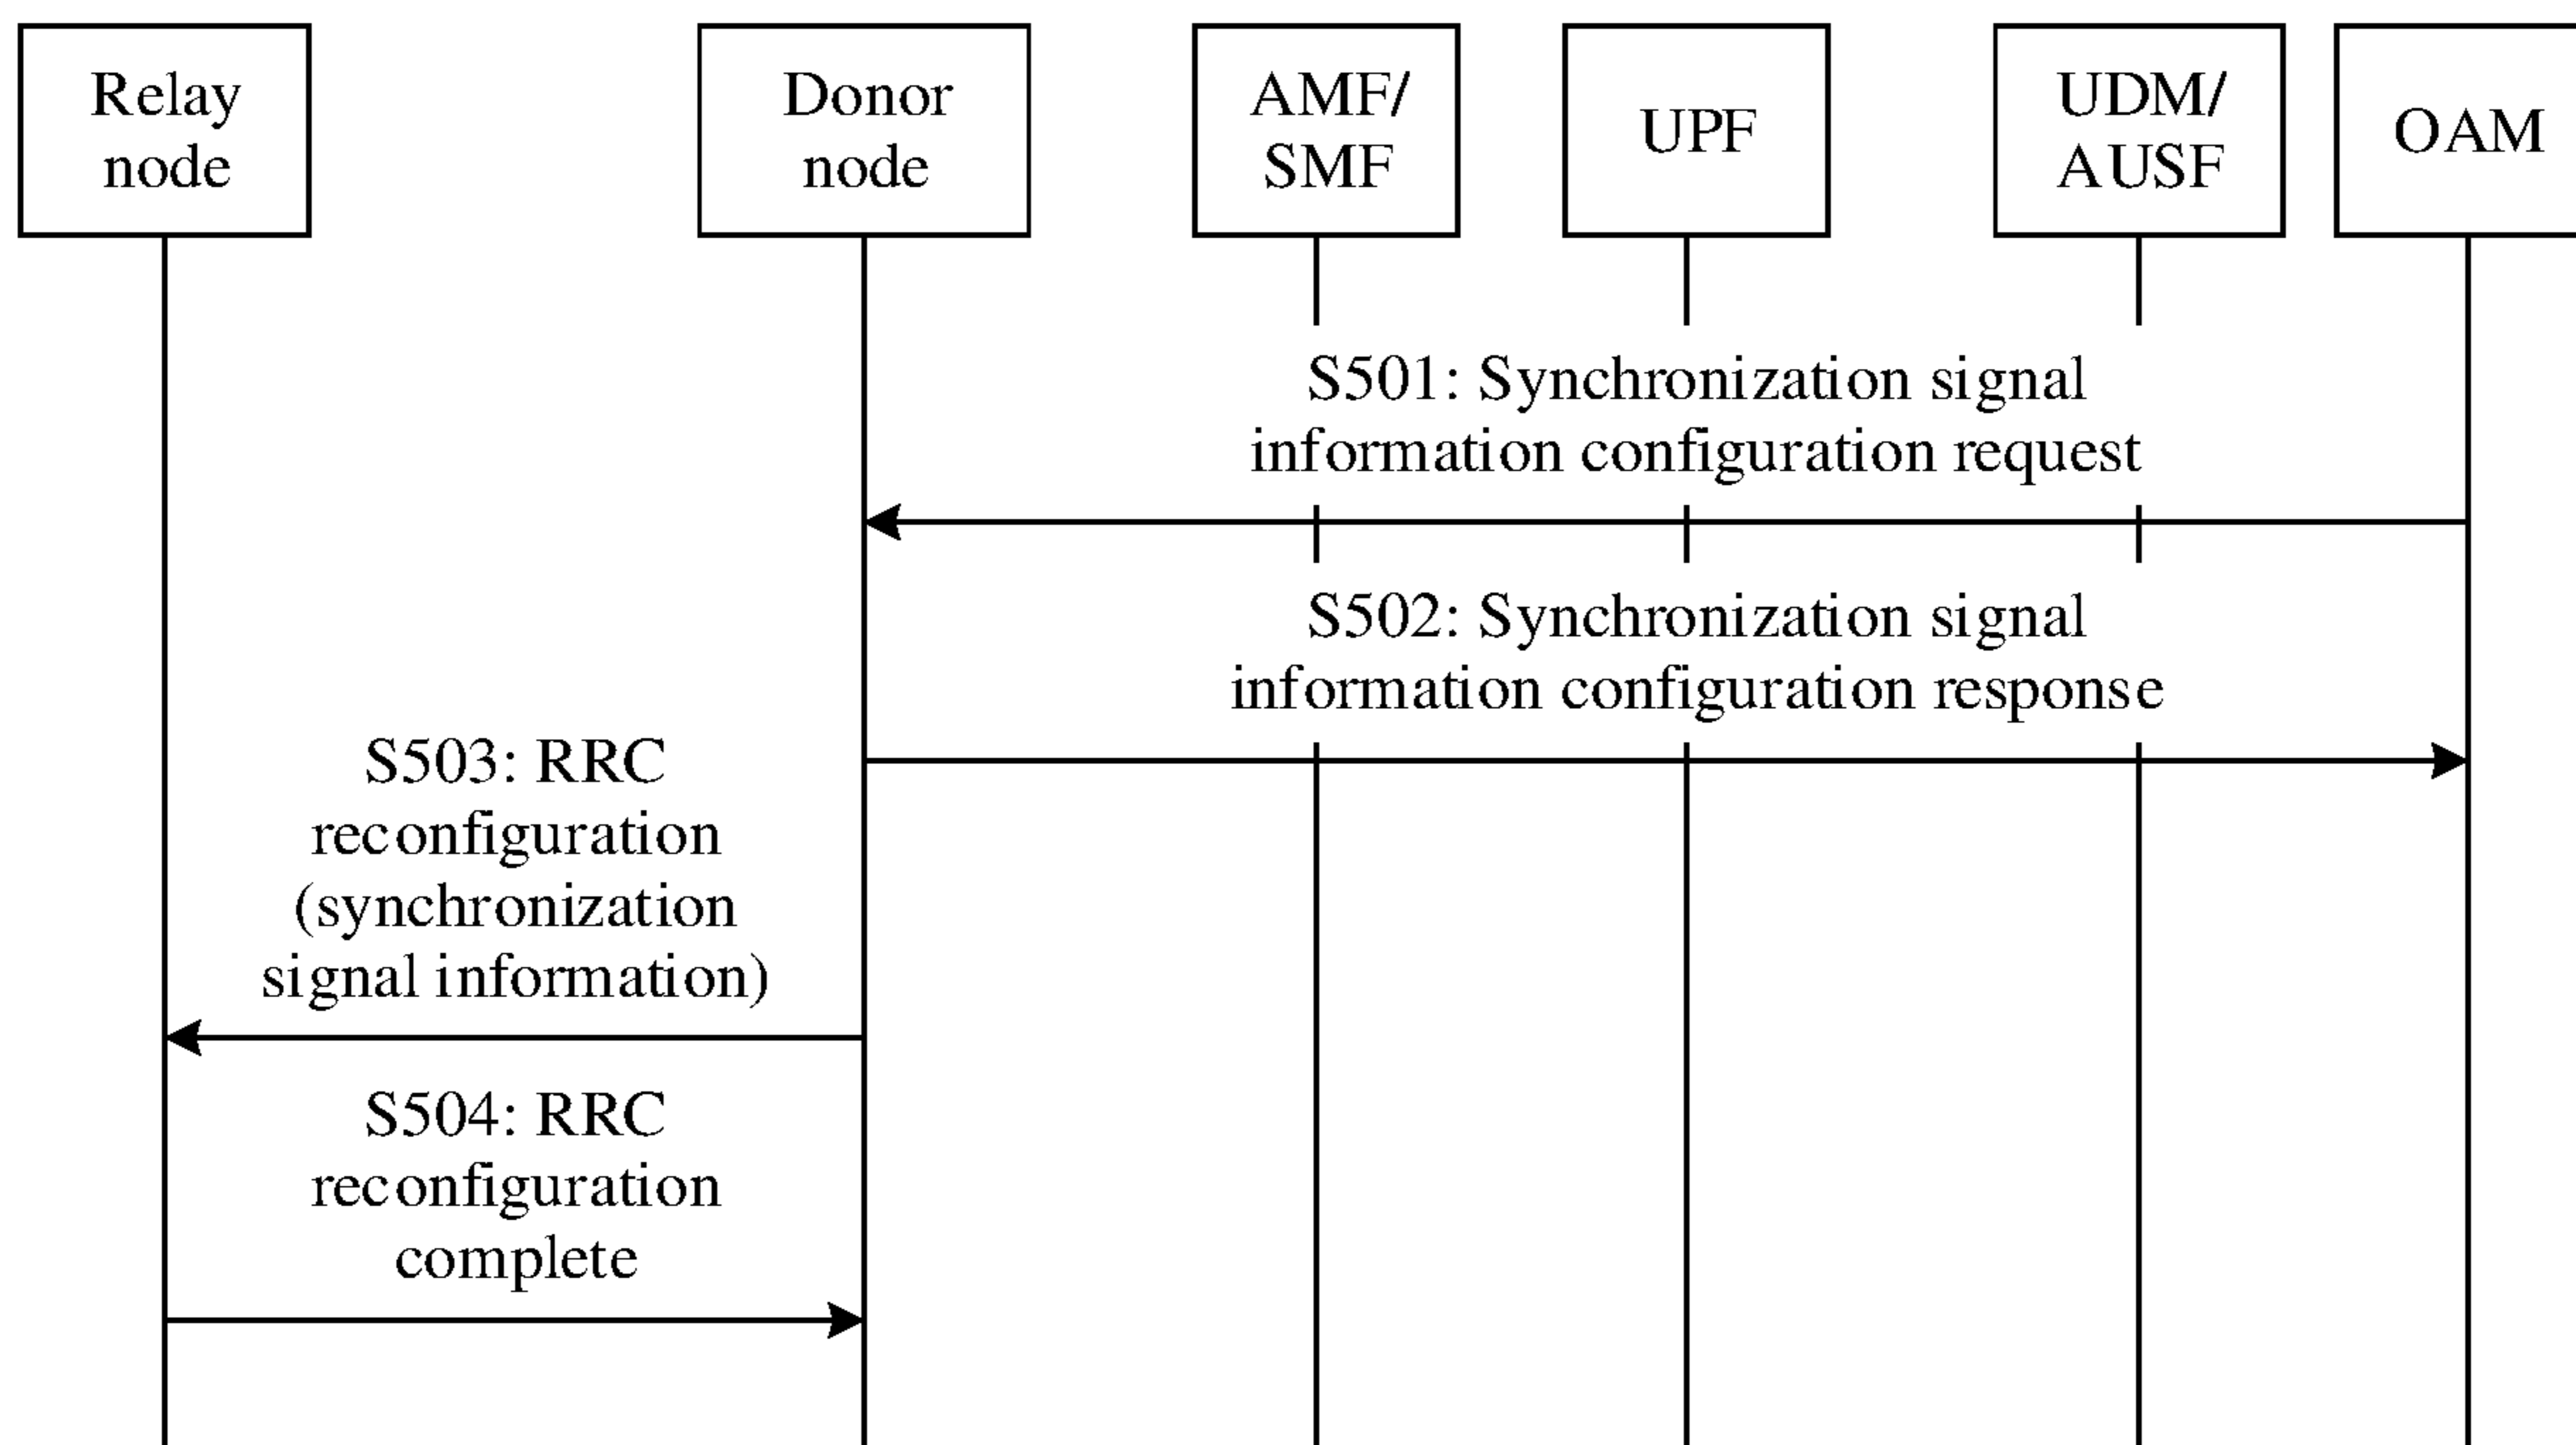 Relay
node
Donor
node
AMF/
SMF
UPF
UDM/
AUSF
OAM
S501: Synchronization signal
information configuration request
S502: Synchronization signal
information configuration response
S503: RRC
reconfiguration
(synchronization
signal information)
S504: RRC
reconfiguration
complete